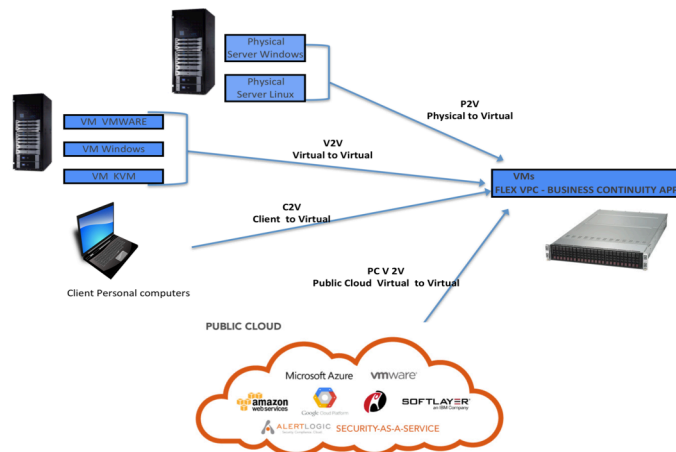 Physical
Server Windows
Physical
Server Linux
P2V
Physical to Virtual
VM VMWARE
VM Windows
VM KVM
V2V
Virtual to Virtual
VMs
FLEX VPC - BUSINESS CONTINUITY APP
C2V
Client to Virtual
Client Personal computers
PC V 2V
Public Cloud Virtual to Virtual
PUBLIC CLOUD
Microsoft Azure
vmware
amazon
webservices
Google Cloud Platform
SOFTLAYER
an IBM Company
ALERTLOGIC
SECURITY-AS-A-SERVICE